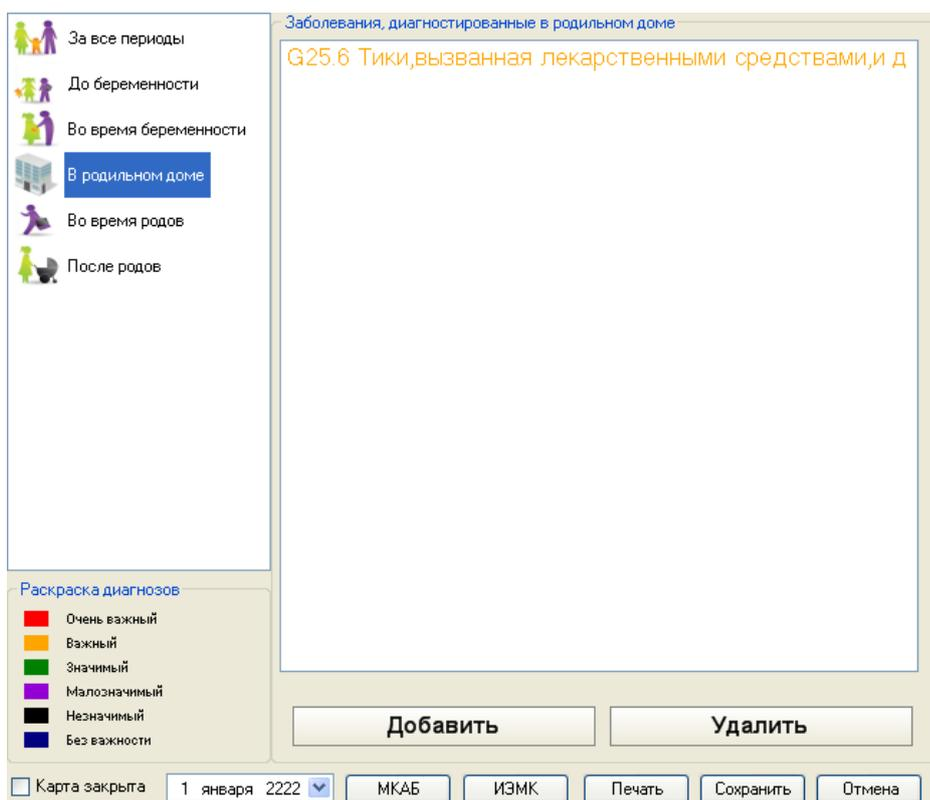 За все периоды
До беременности
Во время беременности
В родильном доме
Во время родов
После родов
Заболевания, диагностированные в родильном доме
G25.6 Тики,вызванная лекарственными средствами,и д
Раскраска диагнозов
Очень важный
Важный
Значимый
Малозначимый
Незначимый
Без важности
Добавить
Удалить
Карта закрыта
1 января 2222
МКАБ
ИЭМК
Печать
Сохранить
Отмена